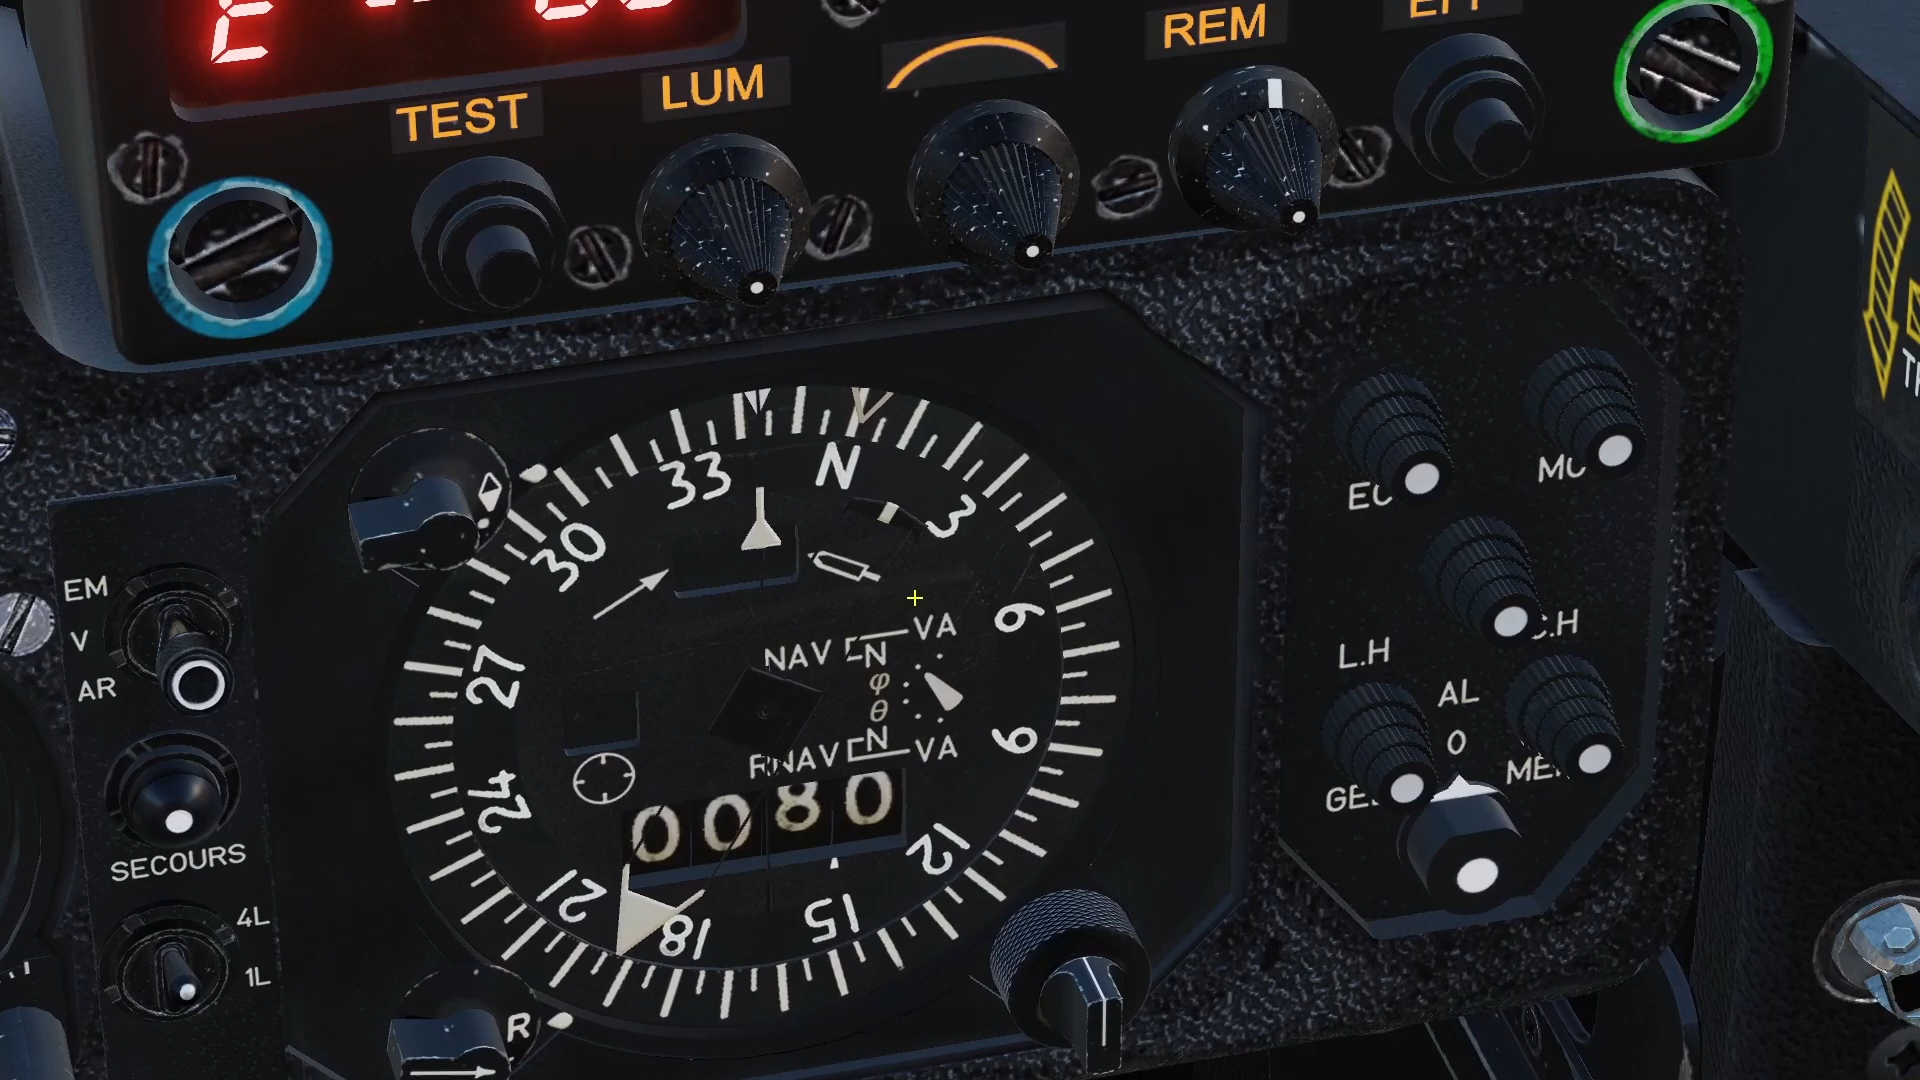 E
TEST
LUM
REM
N
33
3
30
EM
V
AR
6
NAV
N
VA
φ
θ
27
9
N
RNAV
VA
L.H
AL
0
24
0080
12
SECOURS
21
15
18
4L
1L
R